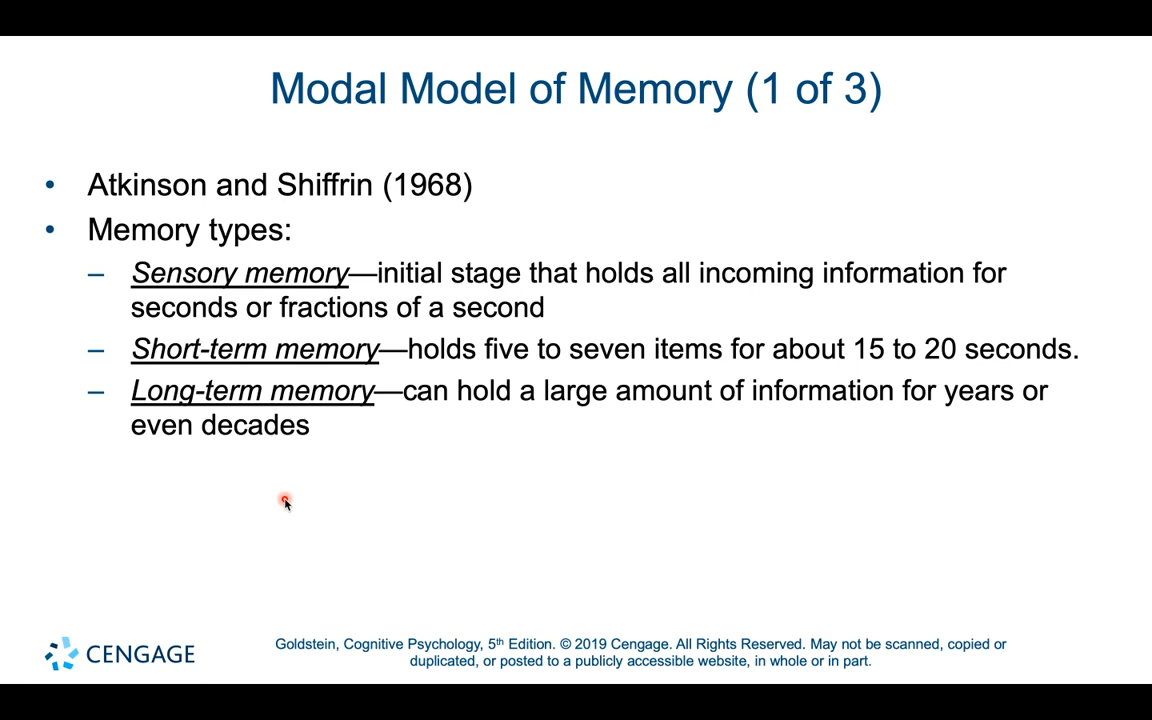 Modal Model of Memory (1 of 3)
• Atkinson and Shiffrin (1968)
• Memory types:
– Sensory memory—initial stage that holds all incoming information for
seconds or fractions of a second
– Short-term memory—holds five to seven items for about 15 to 20 seconds.
– Long-term memory—can hold a large amount of information for years or
even decades
CENGAGE
Goldstein, Cognitive Psychology, 5th Edition. © 2019 Cengage. All Rights Reserved. May not be scanned, copied or
duplicated, or posted to a publicly accessible website, in whole or in part.